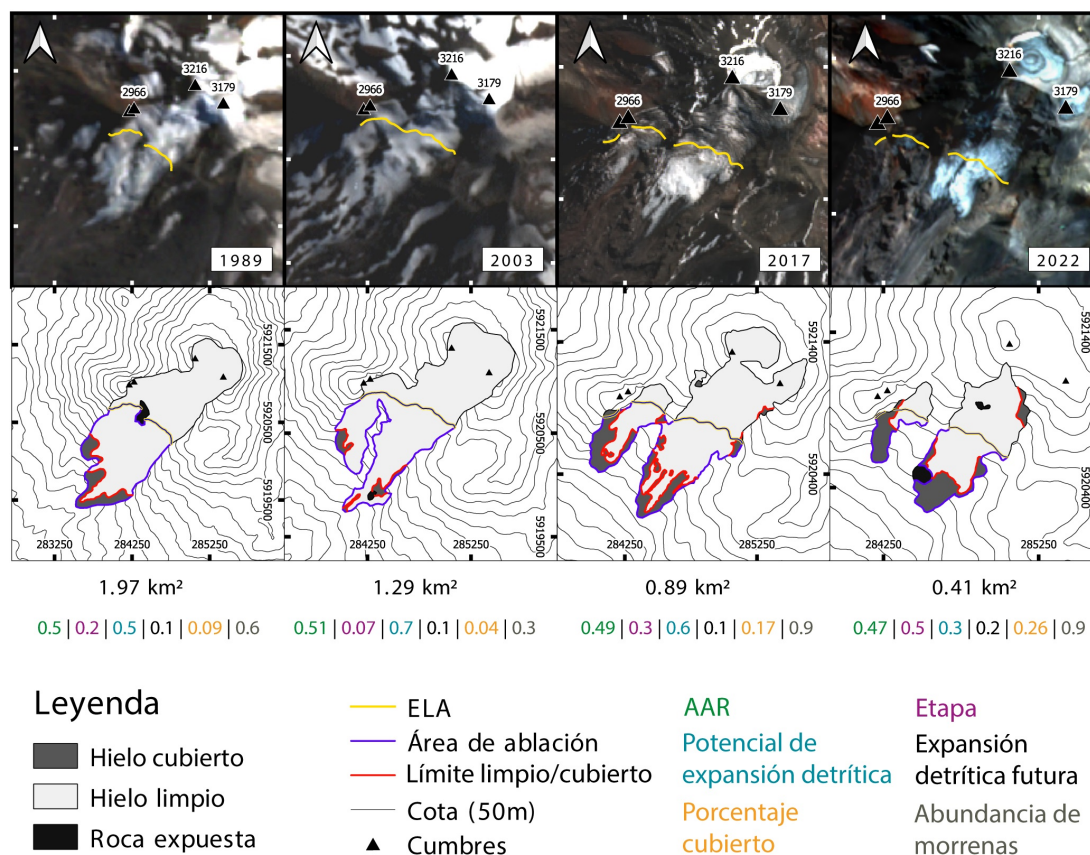 3216
3179
2966
1989
3216
3179
2966
2003
3216
3179
2966
2017
3216
3179
2966
2022
5921500
5920500
5919500
283250
284250
285250
5921500
5920500
5919500
284250
285250
5921400
5920400
284250
285250
5921400
5920400
284250
285250
1.97 km²
1.29 km²
0.89 km²
0.41 km²
0.5 | 0.2 | 0.5 | 0.1 | 0.09 | 0.6
0.51 | 0.07 | 0.7 | 0.1 | 0.04 | 0.3
0.49 | 0.3 | 0.6 | 0.1 | 0.17 | 0.9
0.47 | 0.5 | 0.3 | 0.2 | 0.26 | 0.9
Leyenda
Hielo cubierto
Hielo limpio
Roca expuesta
ELA
Área de ablación
Límite limpio/cubierto
Cota (50m)
Cumbres
AAR
Potencial de
expansión detrítica
Porcentaje
cubierto
Etapa
Expansión
detrítica futura
Abundancia de
morrenas